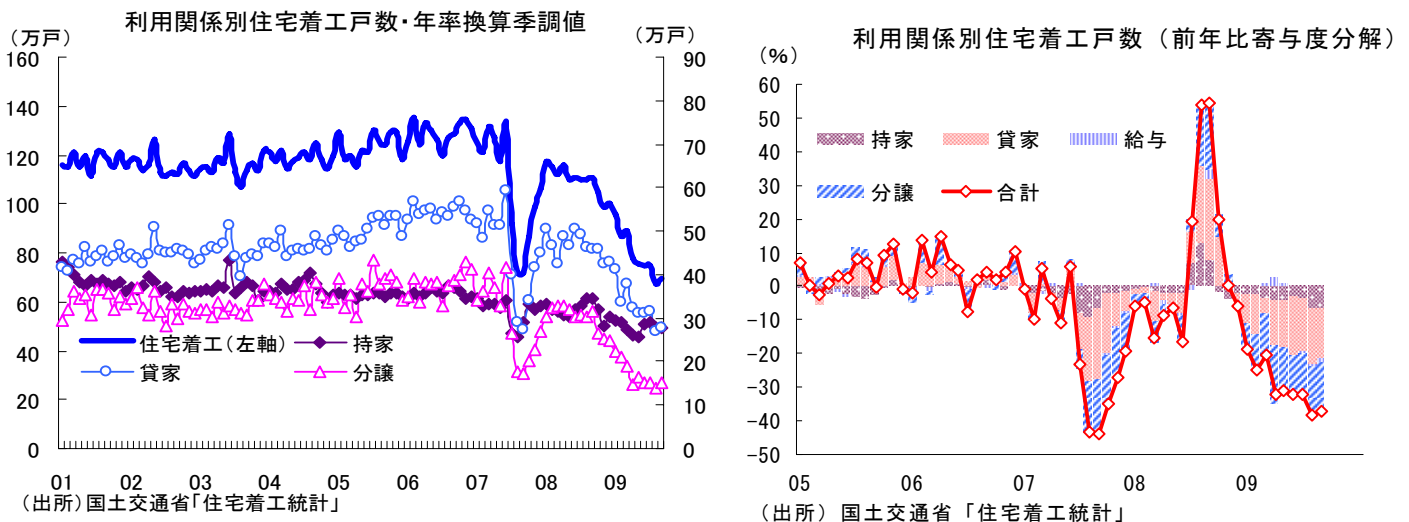 利用関係別住宅着工戸数・年率換算季調値
（万戸）
（万戸）
160
140
120
100
80
60
40
20
0
90
80
70
60
50
40
30
20
10
0
住宅着工(左軸)
持家
貸家
分譲
01 02 03 04 05 06 07 08 09
（出所）国土交通省「住宅着工統計」
利用関係別住宅着工戸数（前年比寄与度分解）
（%）
60
50
40
30
20
10
0
-10
-20
-30
-40
-50
持家
貸家
給与
分譲
合計
05 06 07 08 09
（出所）国土交通省「住宅着工統計」